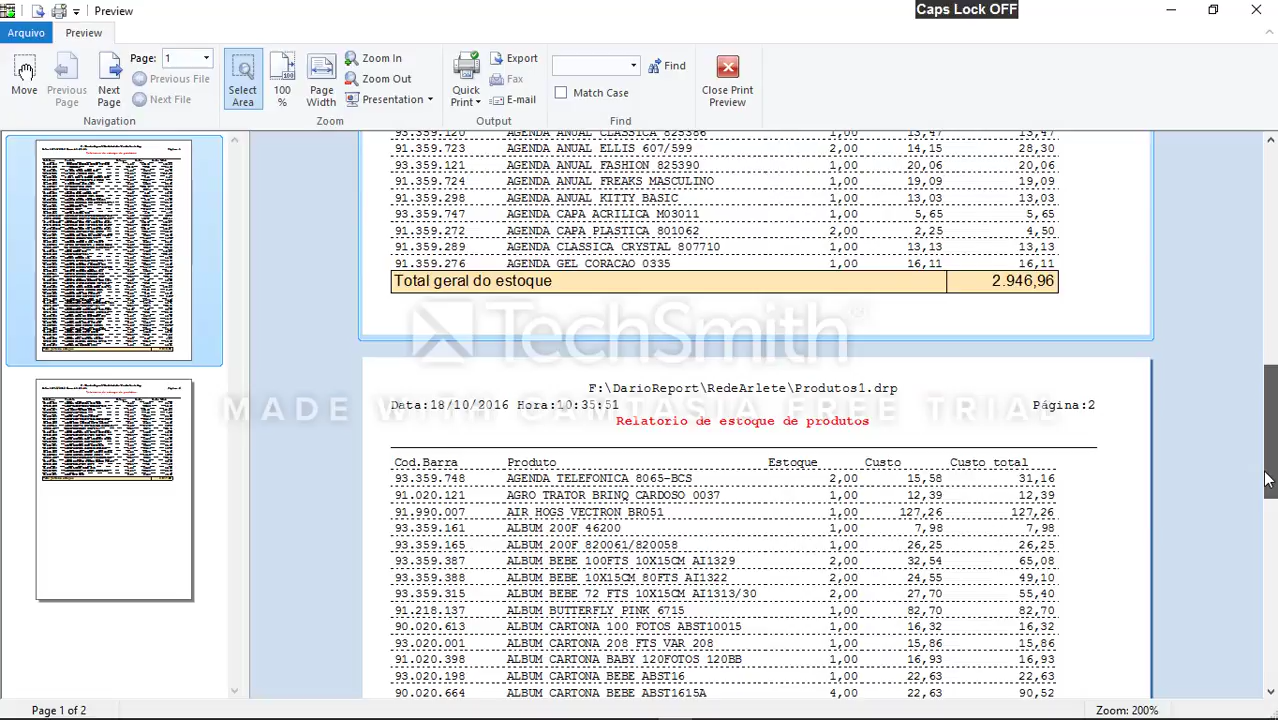 Preview
Caps Lock OFF
Arquivo Preview
Move
Previous Page
Next Page
Page: 1
Previous File
Next File
Navigation
Select Area
100 %
Page Width
Zoom In
Zoom Out
Presentation
Zoom
Quick Print
Export
Fax
E-mail
Output
Find
Match Case
Find
Close Print Preview
Preview
93.359.120 AGENDA ANUAL CLASSICA 825386 1,00 13,47 13,47
91.359.723 AGENDA ANUAL ELLIS 607/599 2,00 14,15 28,30
93.359.121 AGENDA ANUAL FASHION 825390 1,00 20,06 20,06
91.359.724 AGENDA ANUAL FREAKS MASCULINO 1,00 19,09 19,09
91.359.298 AGENDA ANUAL KITTY BASIC 1,00 13,03 13,03
93.359.747 AGENDA CAPA ACRILICA M03011 1,00 5,65 5,65
91.359.272 AGENDA CAPA PLASTICA 801062 2,00 2,25 4,50
91.359.289 AGENDA CLASSICA CRYSTAL 807710 1,00 13,13 13,13
91.359.276 AGENDA GEL CORACAO 0335 1,00 16,11 16,11
Total geral do estoque 2.946,96
TechSmith
MADE WITH CAMTASIA FREE TRIAL
F:\DarioReport\RedeArlete\Produtos1.drp
Data:18/10/2016 Hora:10:35:51 Página:2
Relatorio de estoque de produtos
Cod.Barra Produto Estoque Custo Custo total
93.359.748 AGENDA TELEFONICA 8065-BCS 2,00 15,58 31,16
91.020.121 AGRO TRATOR BRINQ CARDOSO 0037 1,00 12,39 12,39
91.990.007 AIR HOGS VECTRON BR051 1,00 127,26 127,26
93.359.161 ALBUM 200F 46200 1,00 7,98 7,98
93.359.165 ALBUM 200F 820061/820058 1,00 26,25 26,25
93.359.387 ALBUM BEBE 100FTS 10X15CM AI1329 2,00 32,54 65,08
93.359.388 ALBUM BEBE 10X15CM 80FTS AI1322 2,00 24,55 49,10
93.359.315 ALBUM BEBE 72 FTS 10X15CM AI1313/30 2,00 27,70 55,40
91.218.137 ALBUM BUTTERFLY PINK 6715 1,00 82,70 82,70
90.020.613 ALBUM CARTONA 100 FOTOS ABST10015 1,00 16,32 16,32
93.020.001 ALBUM CARTONA 208 FTS VAR 208 1,00 15,86 15,86
91.020.398 ALBUM CARTONA BABY 120FOTOS 120BB 1,00 16,93 16,93
93.020.198 ALBUM CARTONA BEBE ABST16 1,00 22,63 22,63
90.020.664 ALBUM CARTONA BEBE ABST1615A 4,00 22,63 90,52
Page 1 of 2
Zoom: 200%